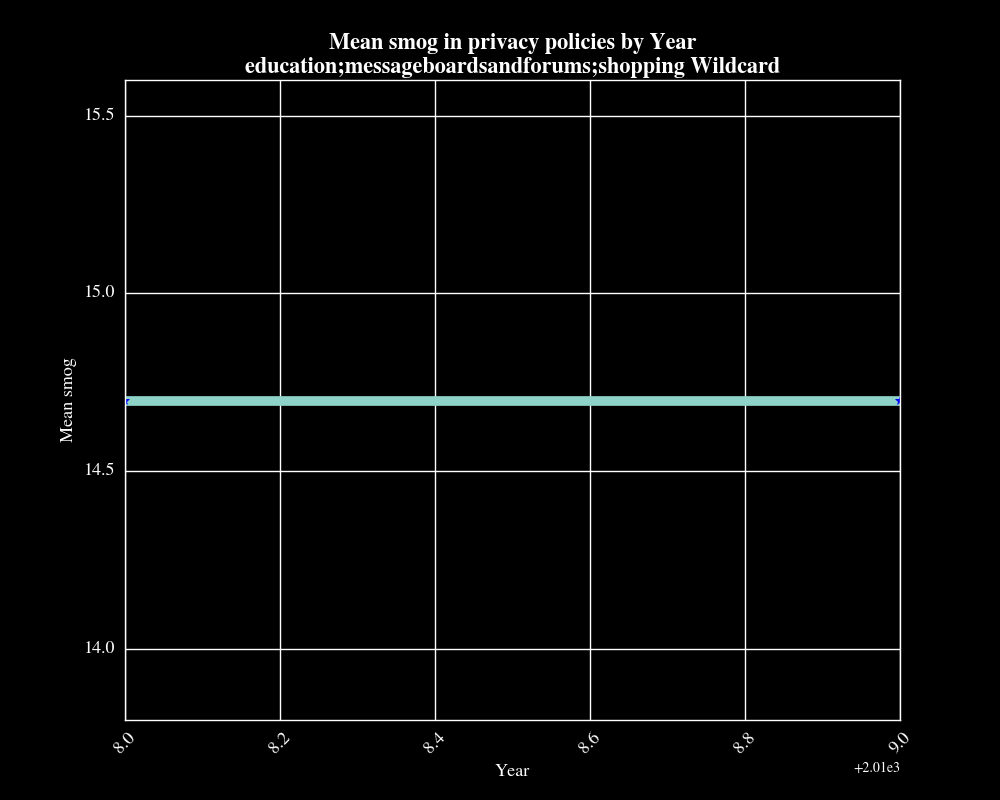 Mean smog in privacy policies by Year
education;messageboardsandforums;shopping Wildcard
15.5
15.0
14.5
14.0
Mean smog
8.0 8.2 8.4 8.6 8.8 9.0
Year
+2.01e3